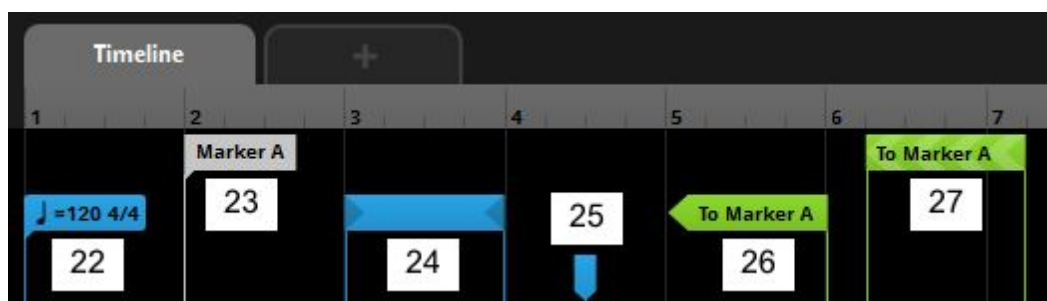 Timeline +
1 2 3 4 5 6 7
Marker A To Marker A
♩=120 4/4 23 25 To Marker A 27
22 24 26